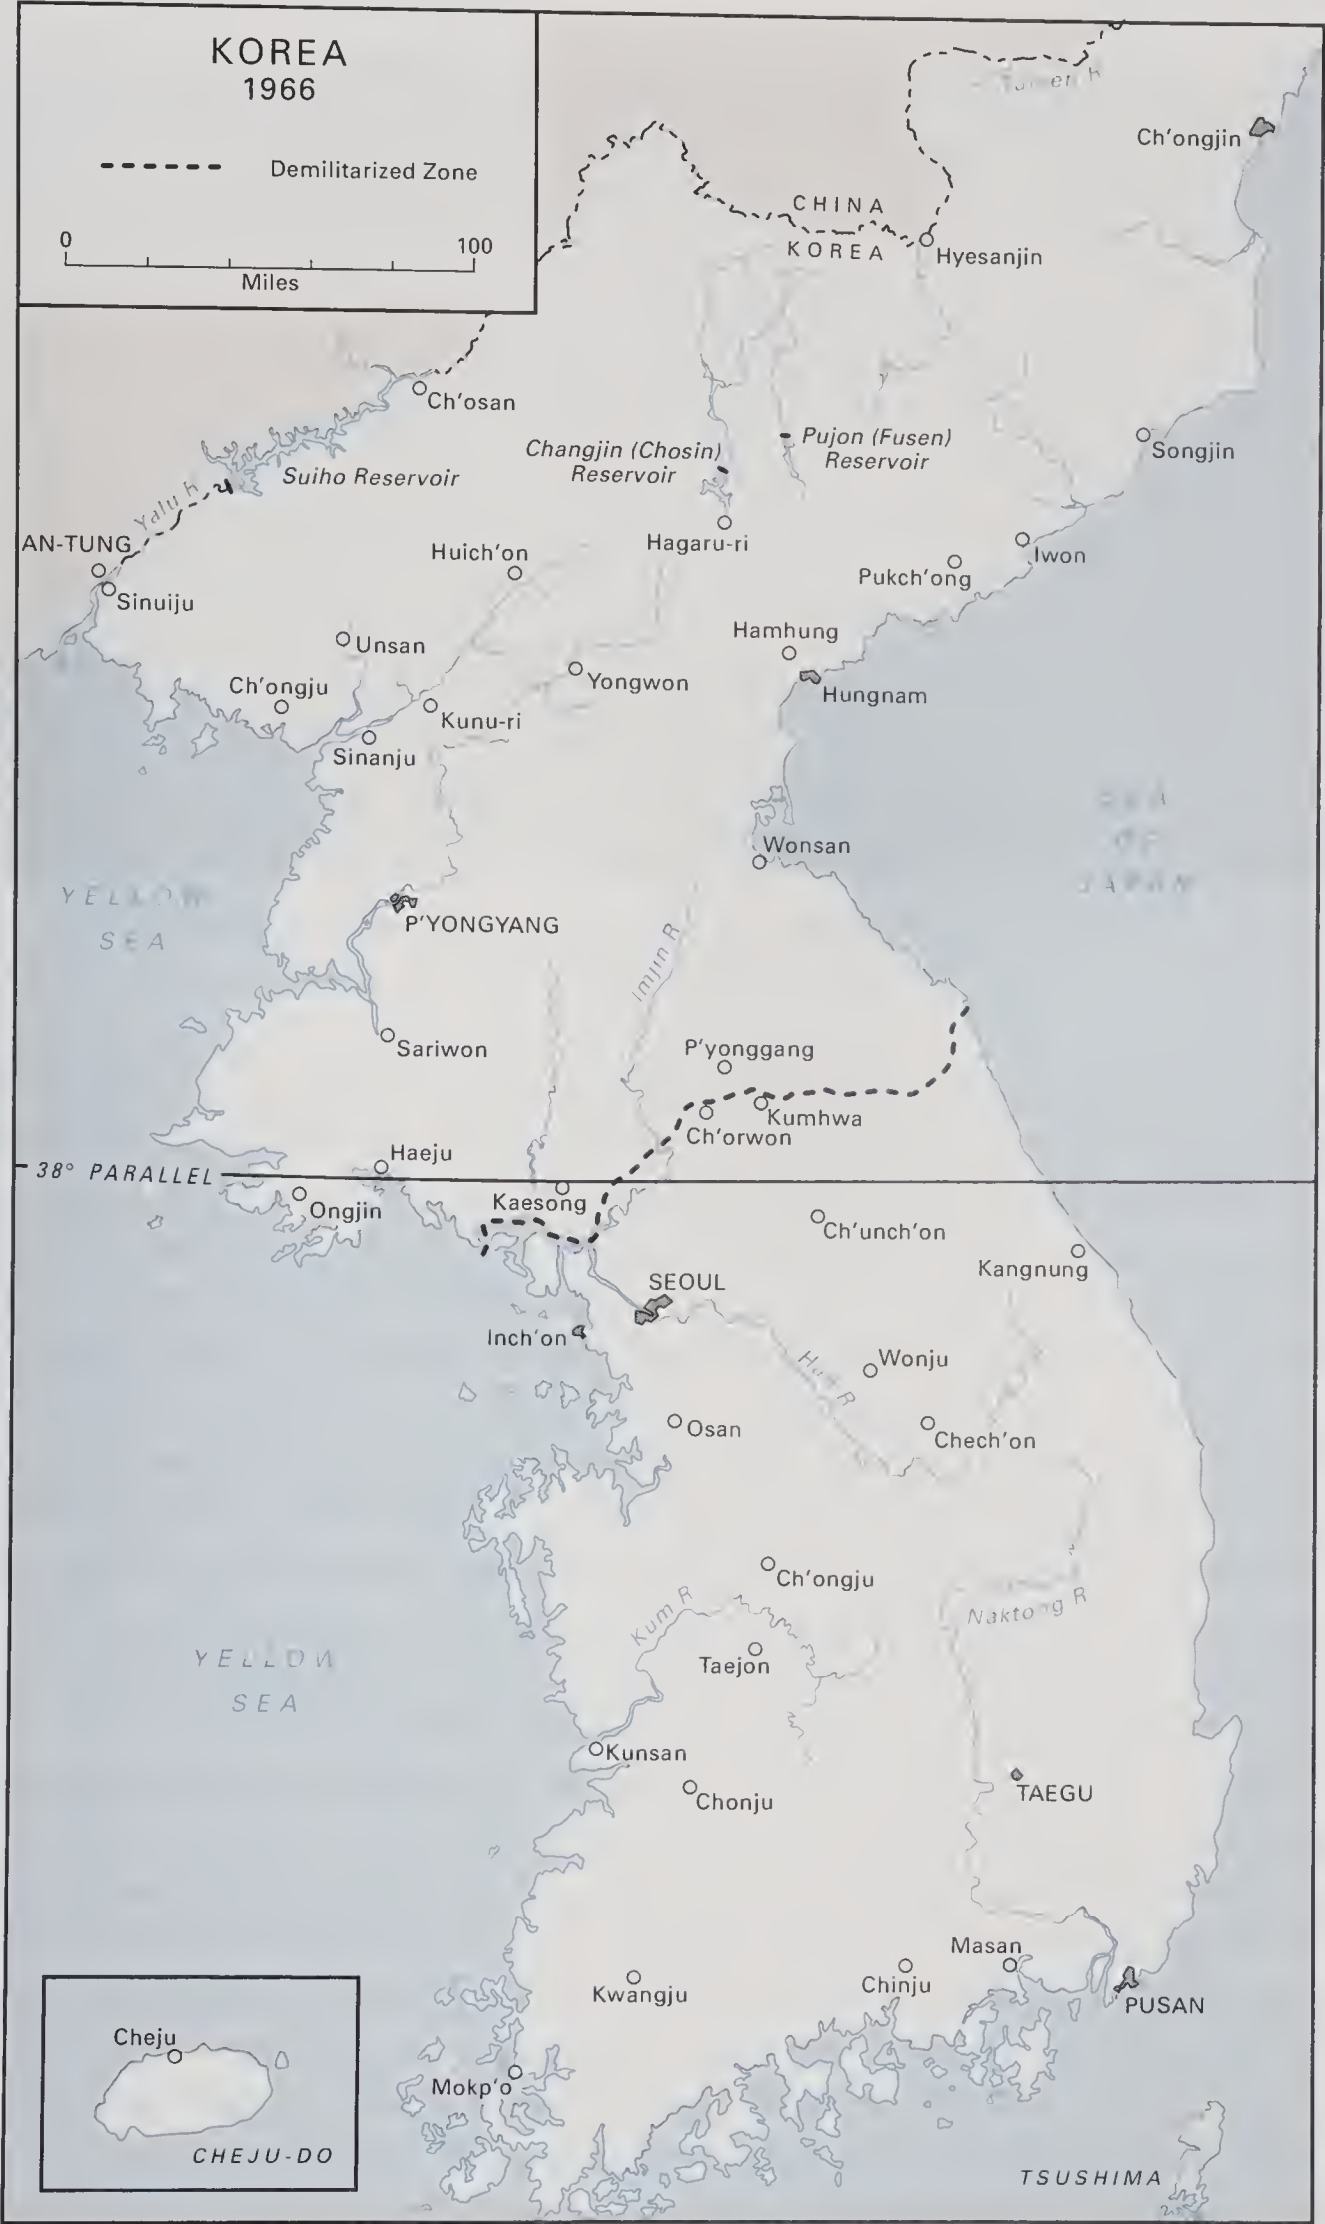 KOREA
1966
Demilitarized Zone
0 100
Miles
Tumen R
Ch'ongjin
CHINA
KOREA
Hyesanjin
Ch'osan
Changjin (Chosin)
Reservoir
Pujon (Fusen)
Reservoir
Songjin
Suiho Reservoir
Yalu R
AN-TUNG
Sinuiju
Huich'on
Hagaru-ri
Iwon
Pukch'ong
Unsan
Hamhung
Ch'ongju
Yongwon
Hungnam
Kunu-ri
Sinanju
SEA
OF
JAPAN
Wonsan
YELLOW
SEA
P'YONGYANG
Imjin R
Sariwon
P'yonggang
Kumhwa
Ch'orwon
Haeju
38° PARALLEL
Ongjin
Kaesong
Ch'unch'on
Kangnung
SEOUL
Inch'on
Han R
Wonju
Osan
Chech'on
Ch'ongju
Kum R
Naktong R
Taejon
YELLOW
SEA
Kunsan
Chonju
TAEGU
Masan
Kwangju
Chinju
PUSAN
Cheju
Mokp'o
CHEJU-DO
TSUSHIMA